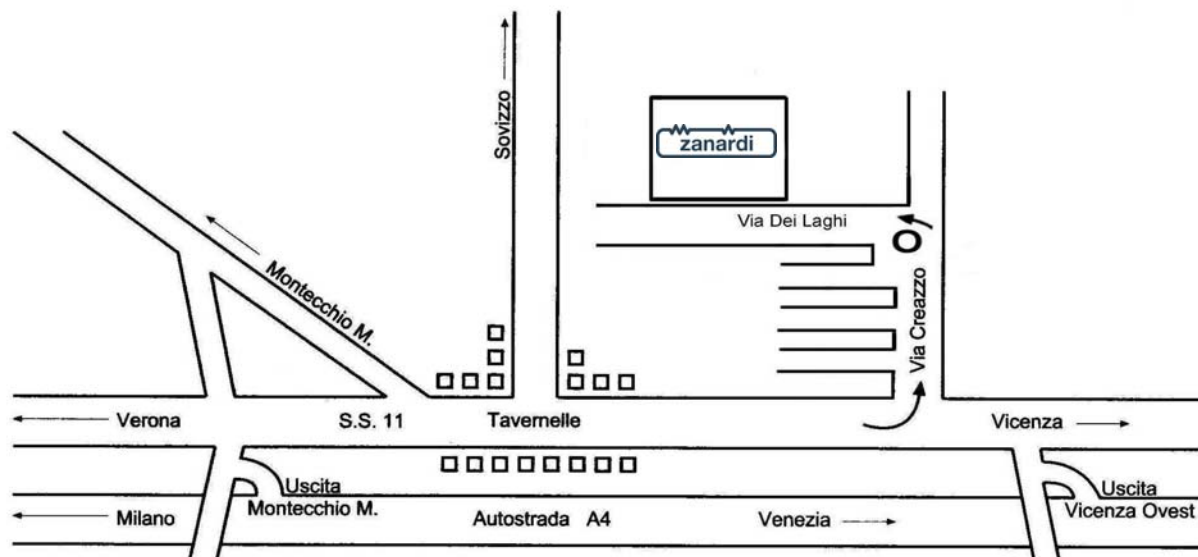 Sovizzo
zanardi
Via Dei Laghi
Montecchio M.
Via Creazzo
Verona
S.S. 11
Tavernelle
Vicenza
Uscita
Montecchio M.
Uscita
Vicenza Ovest
Milano
Autostrada A4
Venezia